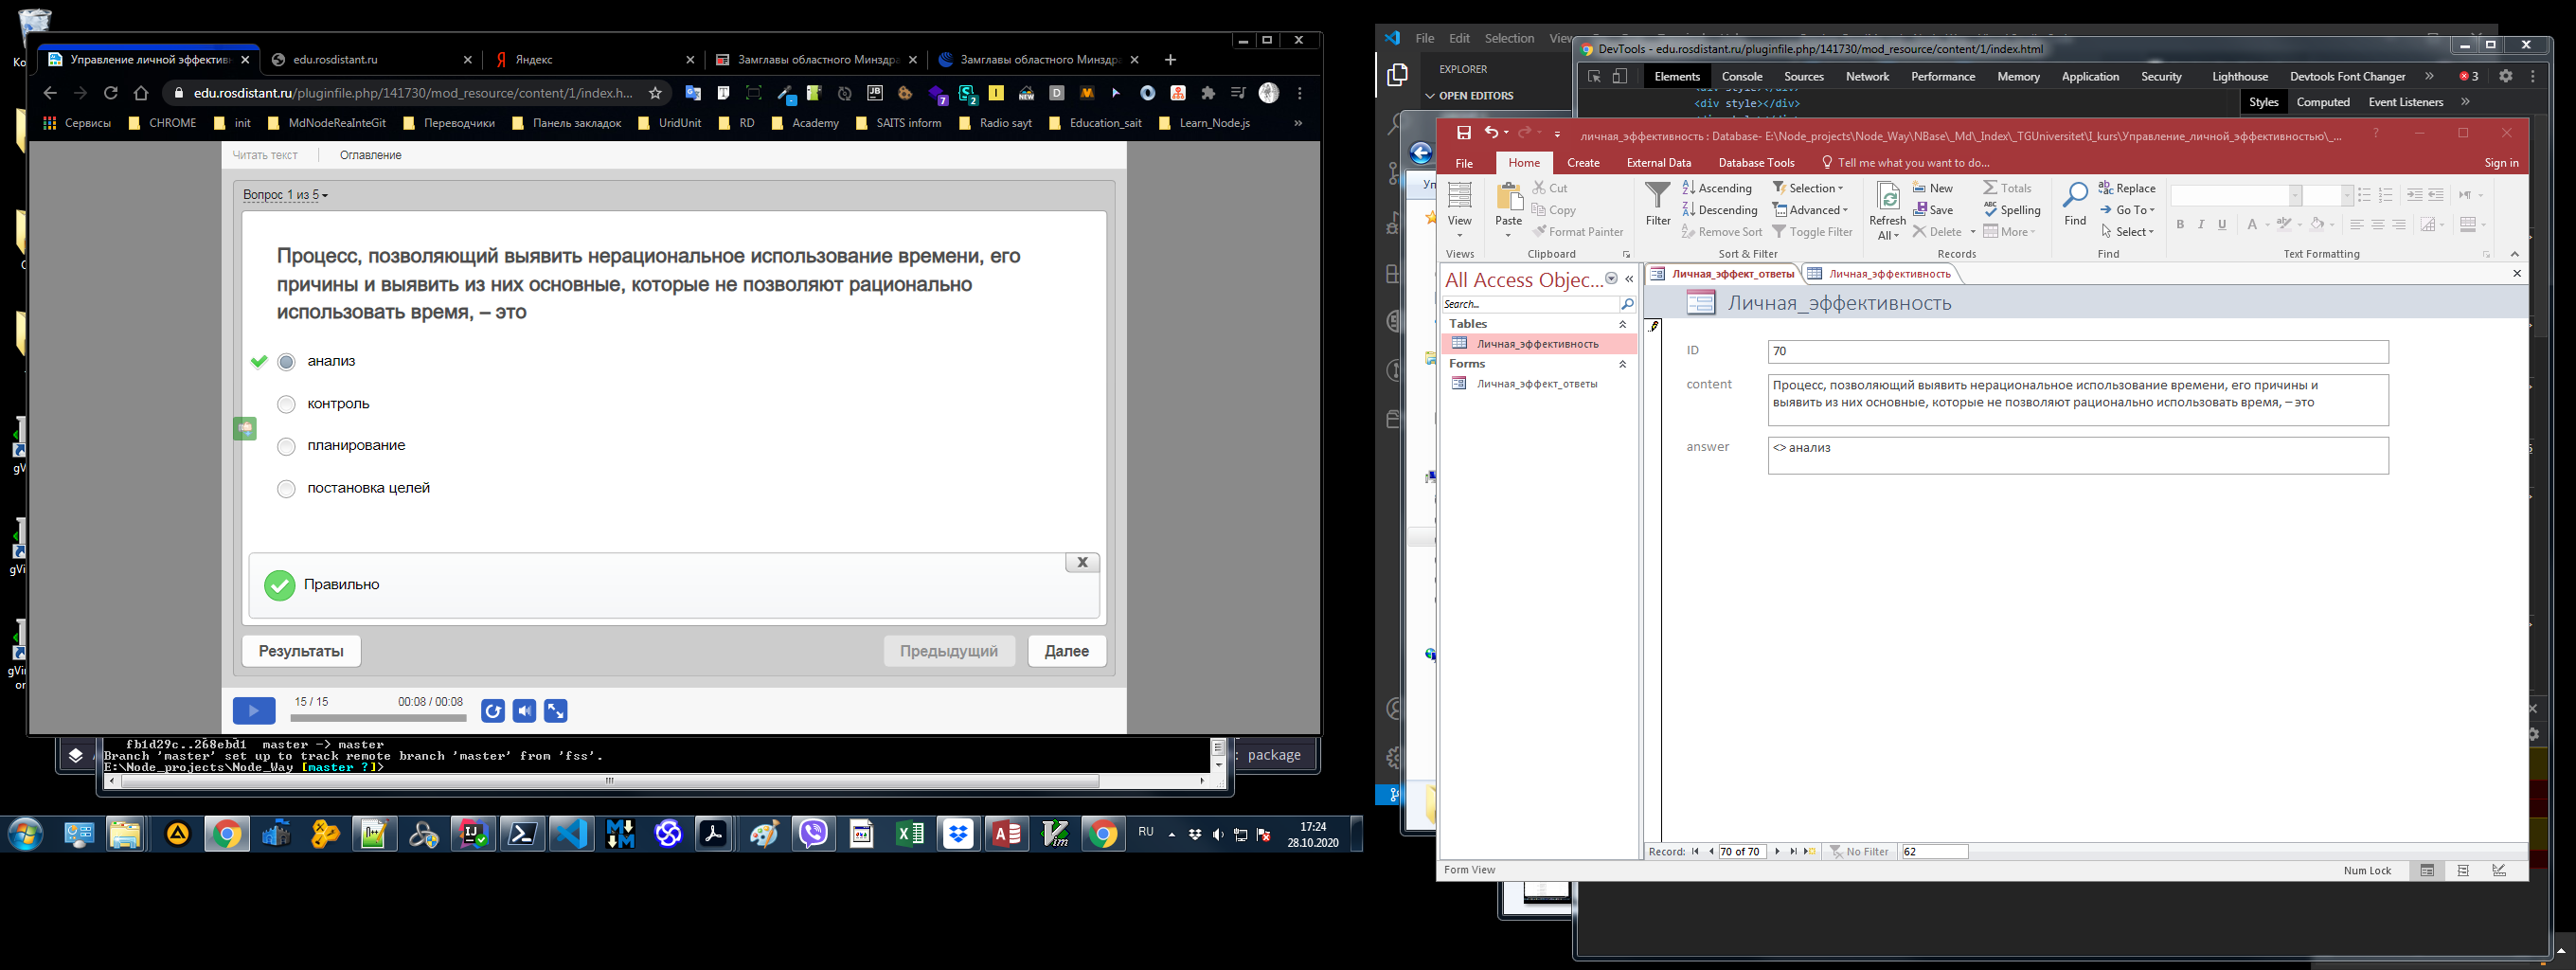 Управление личной эффективн
edu.rosdistant.ru
Яндекс
Замглавы областного Минздра
Замглавы областного Минздра
edu.rosdistant.ru/pluginfile.php/141730/mod_resource/content/1/index.h...
Сервисы
CHROME
init
MdNodeReaInteGit
Переводчики
Панель закладок
UridUnit
RD
Academy
SAITS inform
Radio sayt
Education_sait
Learn_Node.js
Читать текст
Оглавление
Вопрос 1 из 5
Процесс, позволяющий выявить нерациональное использование времени, его
причины и выявить из них основные, которые не позволяют рационально
использовать время, – это
анализ
контроль
планирование
постановка целей
Правильно
Результаты
Предыдущий
Далее
15 / 15
00:08 / 00:08
fb1d29c..268ebd1 master -> master
Branch 'master' set up to track remote branch 'master' from 'fss'.
E:\Node_projects\Node_Way [master ?]>
: package
RU
17:24
28.10.2020
File
Edit
Selection
EXPLORER
OPEN EDITORS
DevTools - edu.rosdistant.ru/pluginfile.php/141730/mod_resource/content/1/index.html
Elements
Console
Sources
Network
Performance
Memory
Application
Security
Lighthouse
Devtools Font Changer
3
<div style></div>
Styles
Computed
Event Listeners
личная_эффективность : Database- E:\Node_projects\Node_Way\NBase\_Md\_Index\_TGUniversitet\I_kurs\Управление_личной_эффективностью\_...
File
Home
Create
External Data
Database Tools
Tell me what you want to do...
Sign in
View
Views
Paste
Cut
Copy
Format Painter
Clipboard
Filter
Ascending
Descending
Remove Sort
Selection
Advanced
Toggle Filter
Sort & Filter
Refresh
All
New
Save
Delete
Totals
Spelling
More
Records
Find
Replace
Go To
Select
Find
Text Formatting
All Access Objec...
Search...
Tables
Личная_эффективность
Forms
Личная_эффект_ответы
Личная_эффект_ответы
Личная_эффективность
Личная_эффективность
ID
70
content
Процесс, позволяющий выявить нерациональное использование времени, его причины и
выявить из них основные, которые не позволяют рационально использовать время, – это
answer
<> анализ
Record:
70 of 70
No Filter
62
Form View
Num Lock